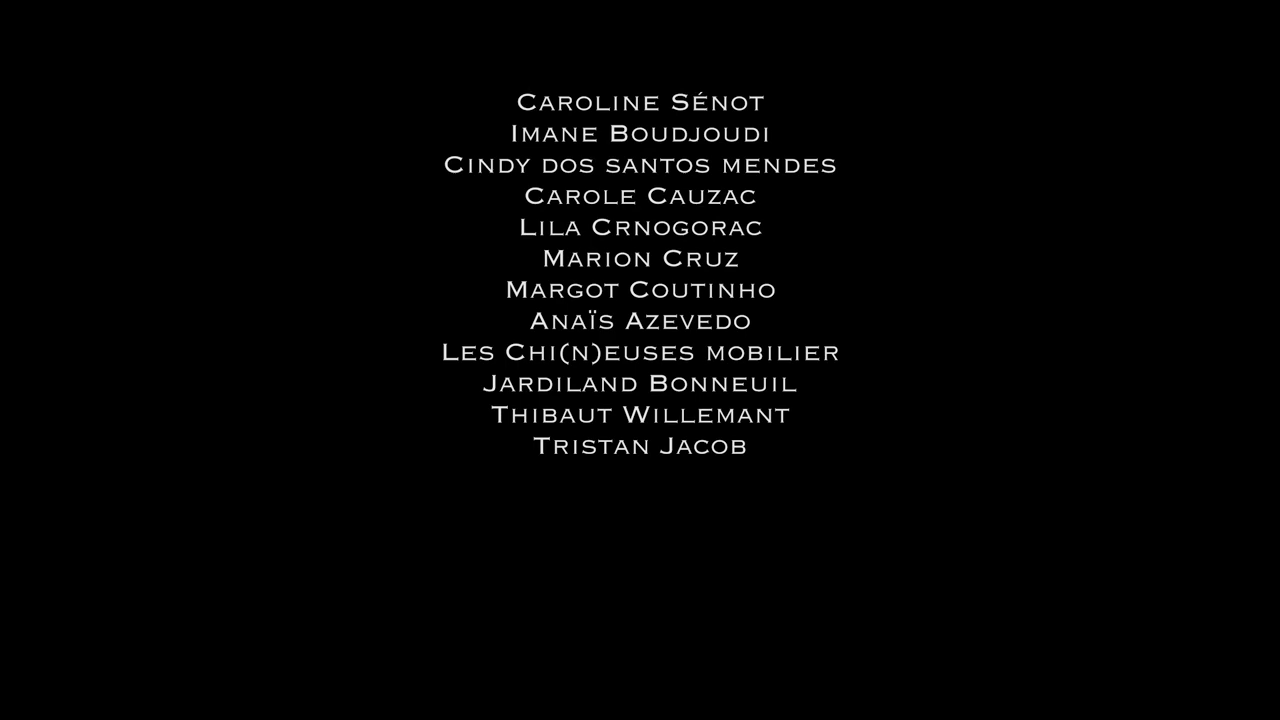 Caroline Sénot
Imane Boudjoudi
Cindy dos santos mendes
Carole Cauzac
Lila Crnogorac
Marion Cruz
Margot Coutinho
Anaïs Azevedo
Les Chi(n)euses mobilier
Jardiland Bonneuil
Thibaut Willemant
Tristan Jacob